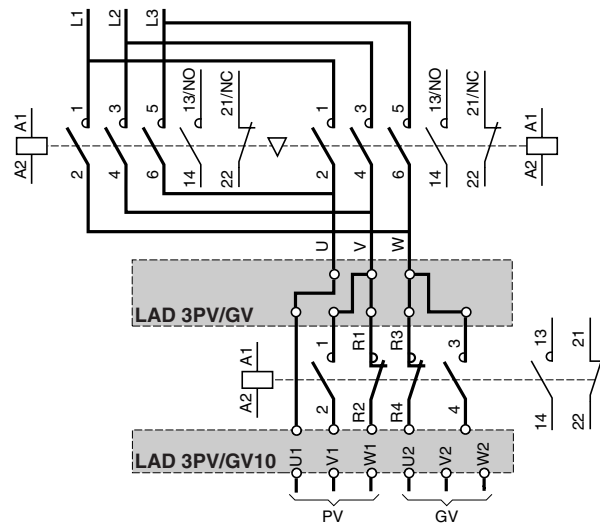 L1 L2 L3
1 3 5 13/NO 21/NC 1 3 5 13/NO 21/NC
A1 A1
A2 A2
2 4 6 14 22 2 4 6 14 22
U V W
LAD 3PV/GV
1 R1 R3 3 13 21
A1
A2
2 R2 R4 4 14 22
LAD 3PV/GV10
U1 V1 W1 U2 V2 W2
PV GV